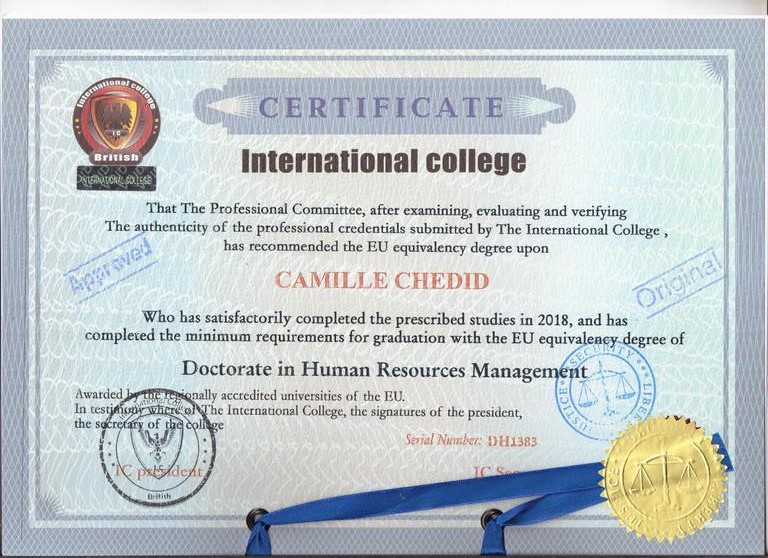 International college
I.C
British
INTERNATIONAL COLLEGE
CERTIFICATE
International college
That The Professional Committee, after examining, evaluating and verifying
The authenticity of the professional credentials submitted by The International College ,
has recommended the EU equivalency degree upon
Approved
Original
CAMILLE CHEDID
Who has satisfactorily completed the prescribed studies in 2018, and has
completed the minimum requirements for graduation with the EU equivalency degree of
Doctorate in Human Resources Management
SECURITY
JUSTICE
Awarded by the regionally accredited universities of the EU.
In testimony where of The International College, the signatures of the president,
the secretary of the college
Serial Number: DH1383
IC president
British
IC